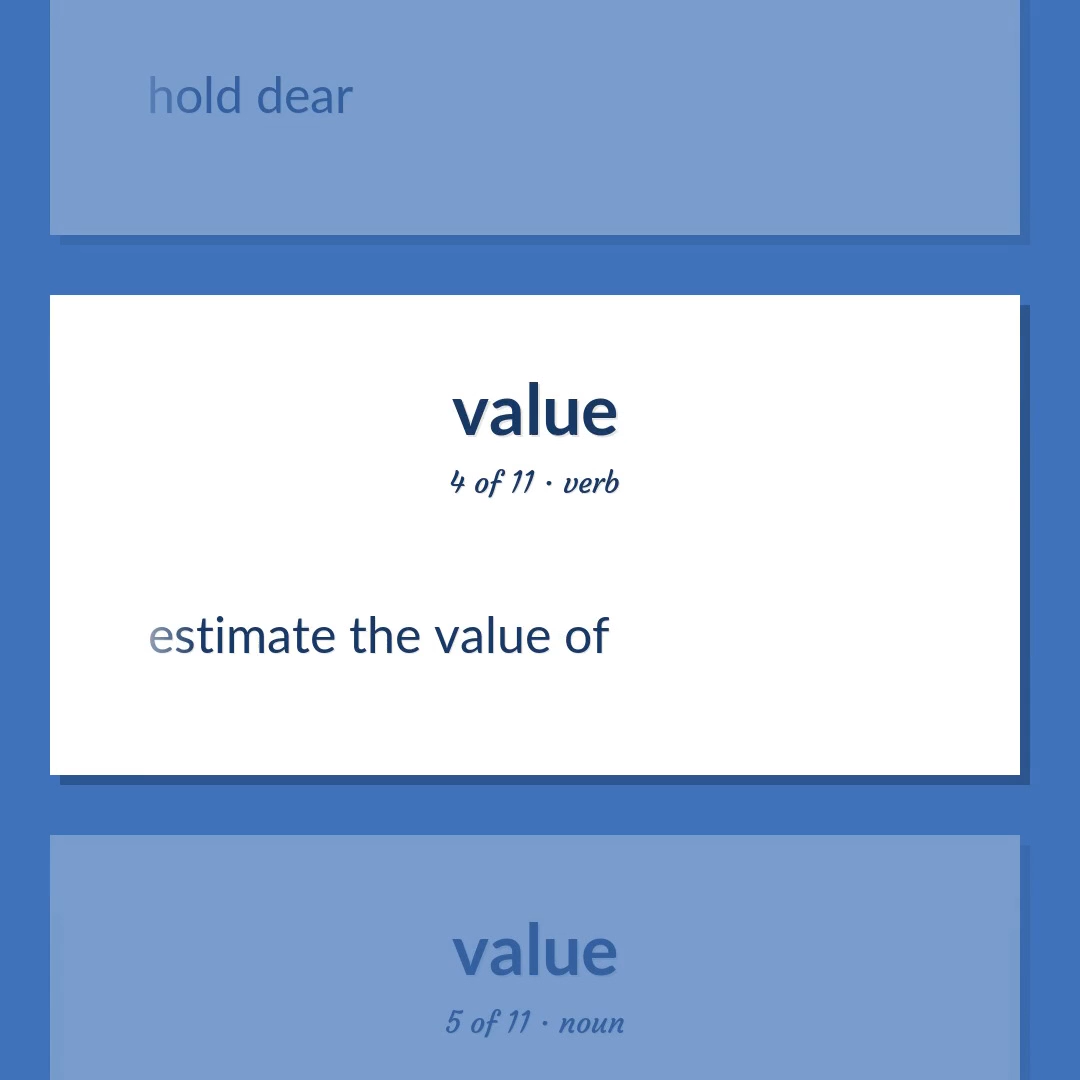 hold dear
value
4 of 11 · verb
estimate the value of
value
5 of 11 · noun